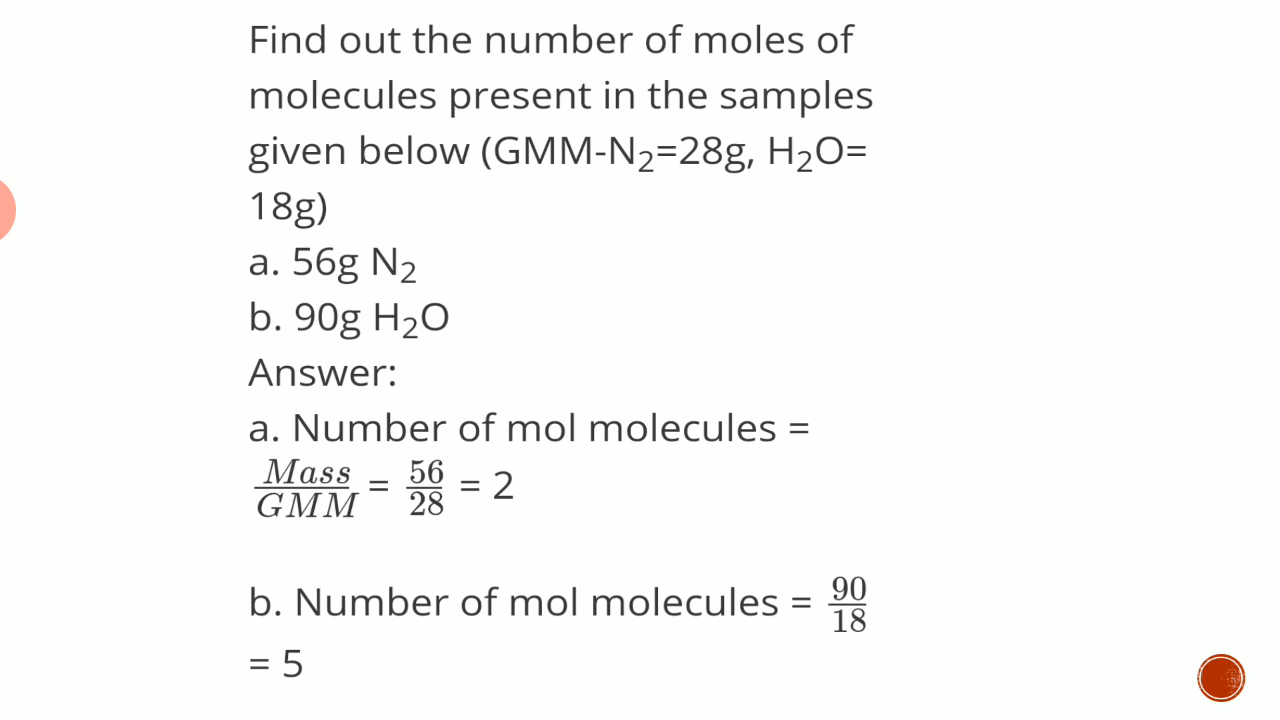 Find out the number of moles of
molecules present in the samples
given below (GMM-N₂=28g, H₂O=
18g)
a. 56g N₂
b. 90g H₂O
Answer:
a. Number of mol molecules =
Mass/GMM = 56/28 = 2
b. Number of mol molecules = 90/18
= 5